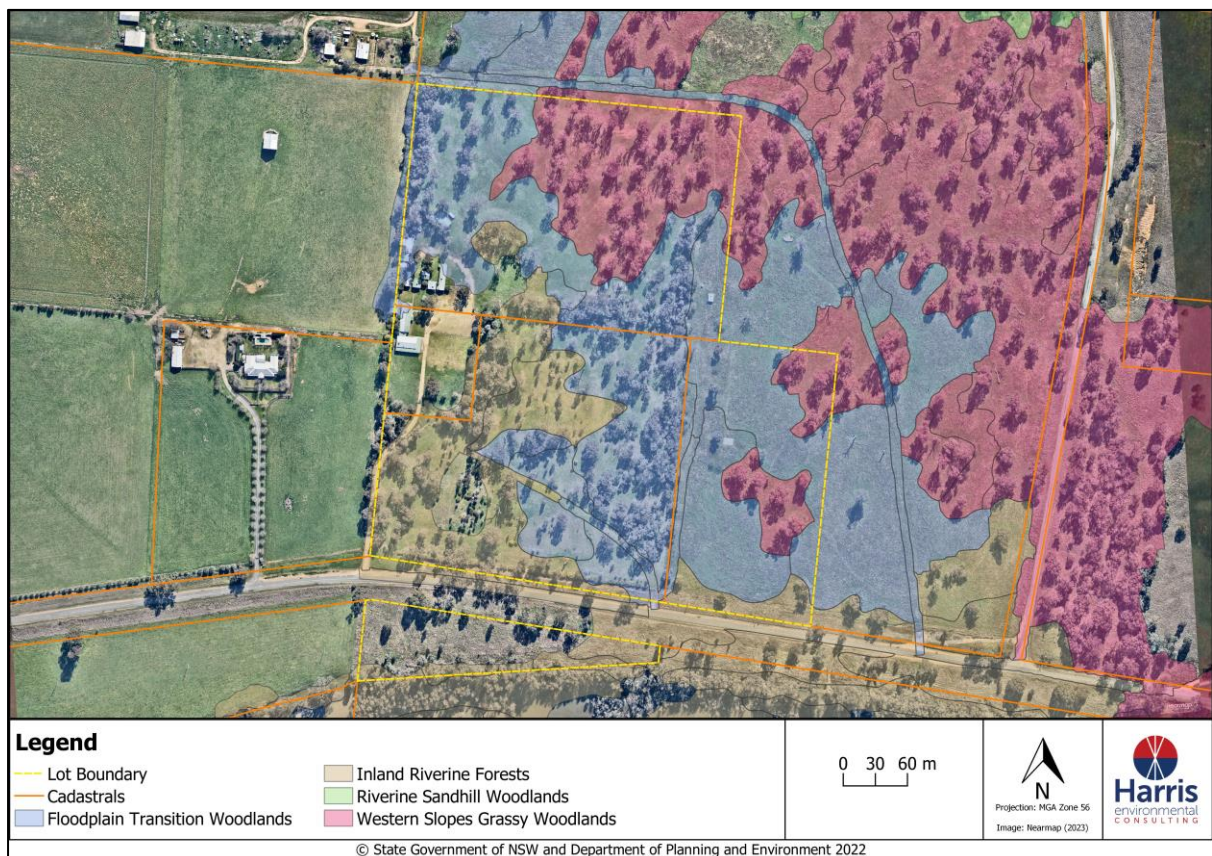 Legend
Lot Boundary
Cadastrals
Floodplain Transition Woodlands
Inland Riverine Forests
Riverine Sandhill Woodlands
Western Slopes Grassy Woodlands
0 30 60 m
N
Projection: MGA Zone 56
Image: Nearmap (2023)
Harris
environmental
CONSULTING
© State Government of NSW and Department of Planning and Environment 2022